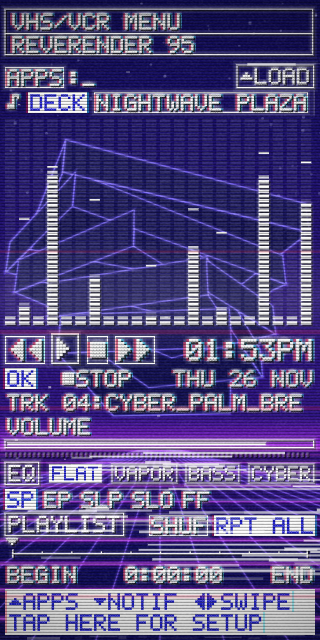 VHS/VCR MENU
REVERENDER 95
APPS:_ ▲LOAD
♪ DECK NIGHTWAVE PLAZA
01:53PM
OK ■STOP THU 26 NOV
TRK 04:CYBER_PALM_BRE
VOLUME
EQ FLAT VAPOR BASS CYBER
SP EP SLP SLO FF
PLAYLIST SHUF RPT ALL
BEGIN 0:00:00 END
▲APPS ▼NOTIF ◀▶SWIPE
TAP HERE FOR SETUP